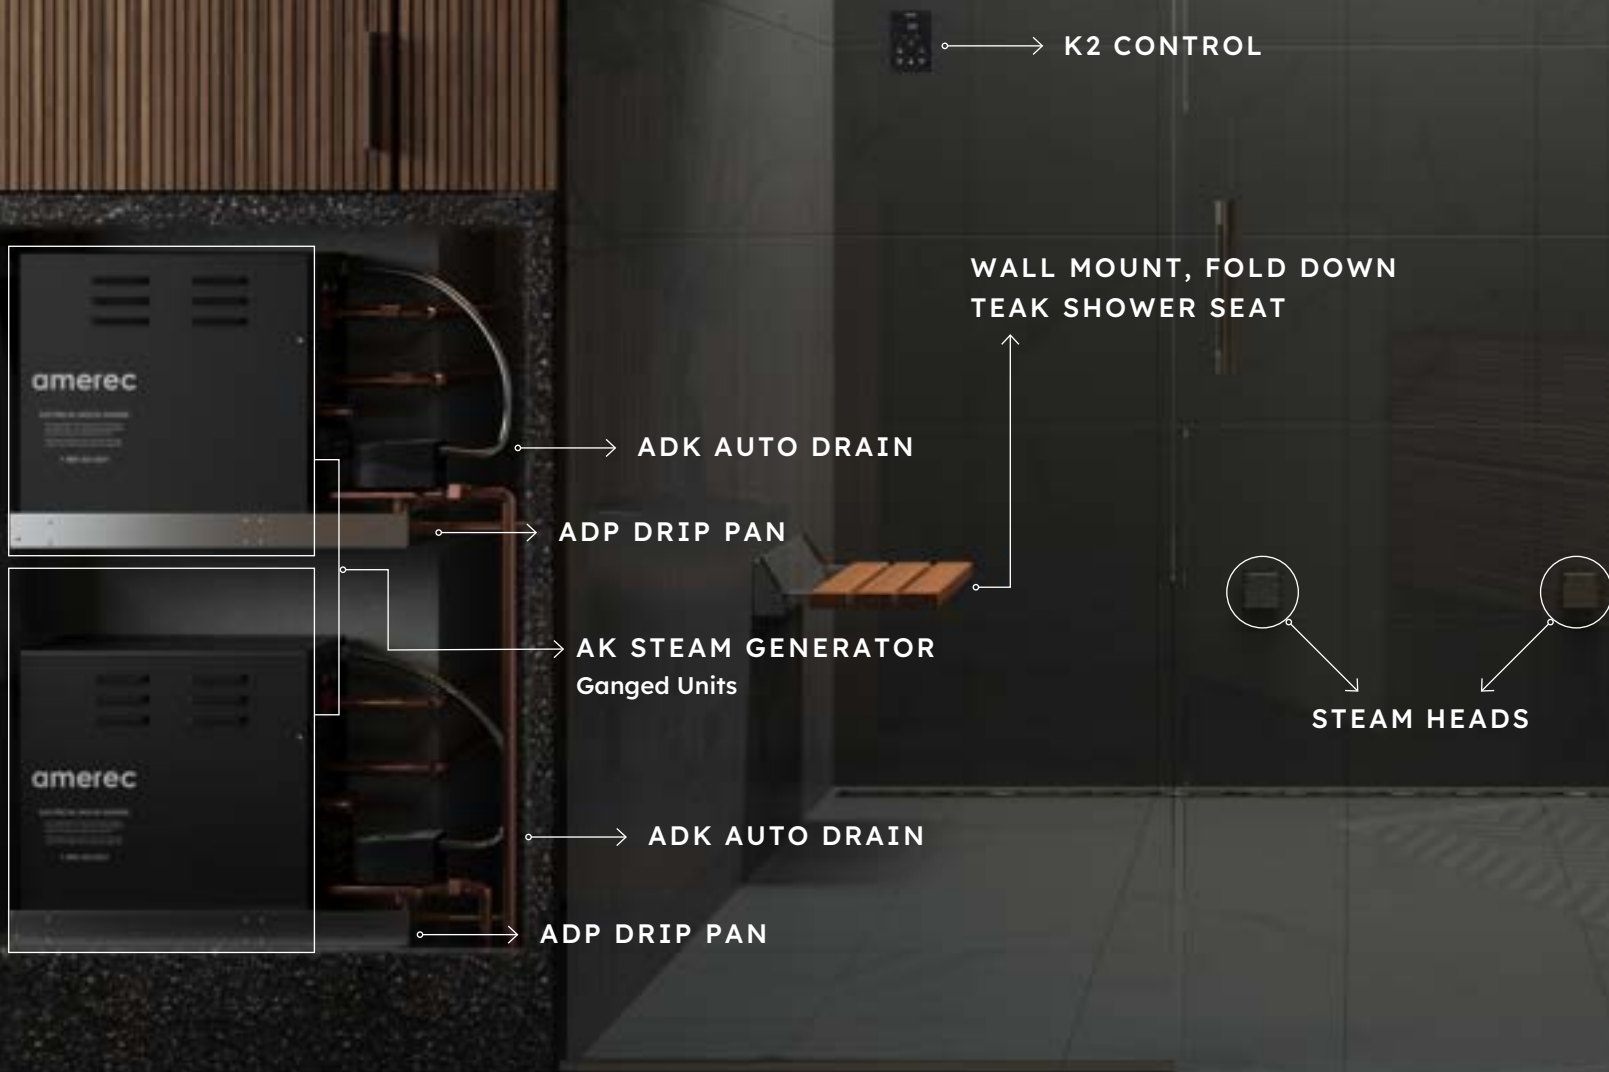 K2 CONTROL
WALL MOUNT, FOLD DOWN
TEAK SHOWER SEAT
amerec
ADK AUTO DRAIN
ADP DRIP PAN
AK STEAM GENERATOR
Ganged Units
STEAM HEADS
amerec
ADK AUTO DRAIN
ADP DRIP PAN